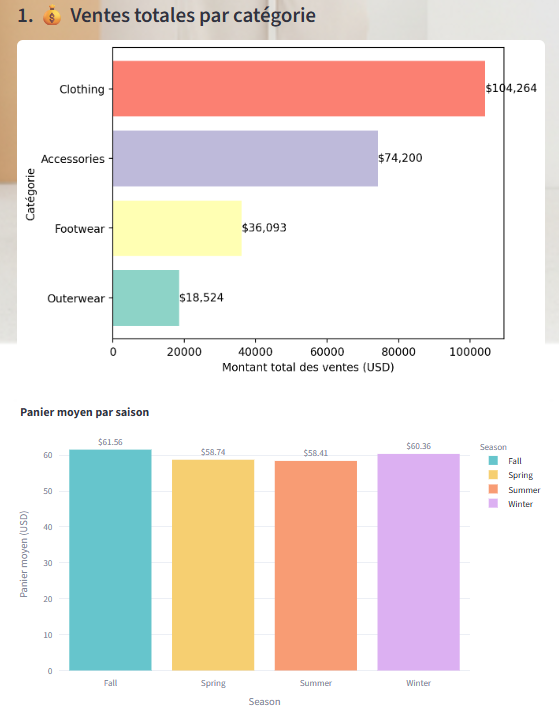 1. 💰 Ventes totales par catégorie
Clothing
$104,264
Accessories
$74,200
Footwear
$36,093
Outerwear
$18,524
Catégorie
0 20000 40000 60000 80000 100000
Montant total des ventes (USD)
Panier moyen par saison
$61.56 $58.74 $58.41 $60.36
Panier moyen (USD)
60
50
40
30
20
10
0
Fall Spring Summer Winter
Season
Season
Fall
Spring
Summer
Winter